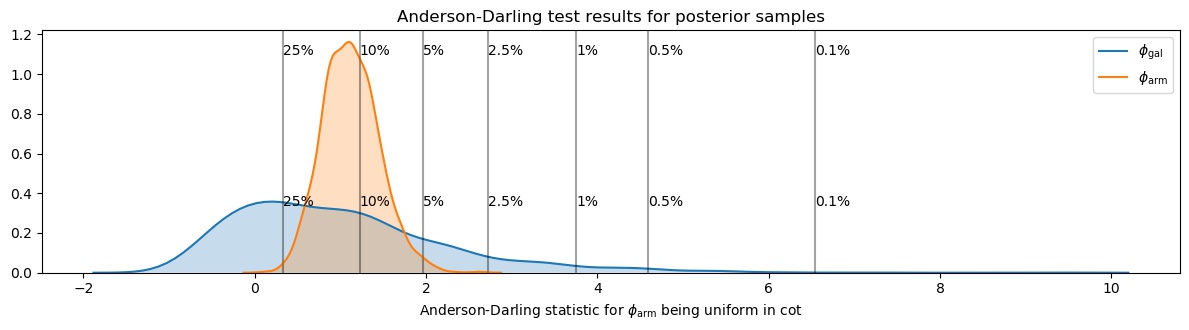 Anderson-Darling test results for posterior samples
1.2
1.0
0.8
0.6
0.4
0.2
0.0
25% 10% 5% 2.5% 1% 0.5% 0.1%
25% 10% 5% 2.5% 1% 0.5% 0.1%
ϕgal
ϕarm
−2 0 2 4 6 8 10
Anderson-Darling statistic for ϕarm being uniform in cot